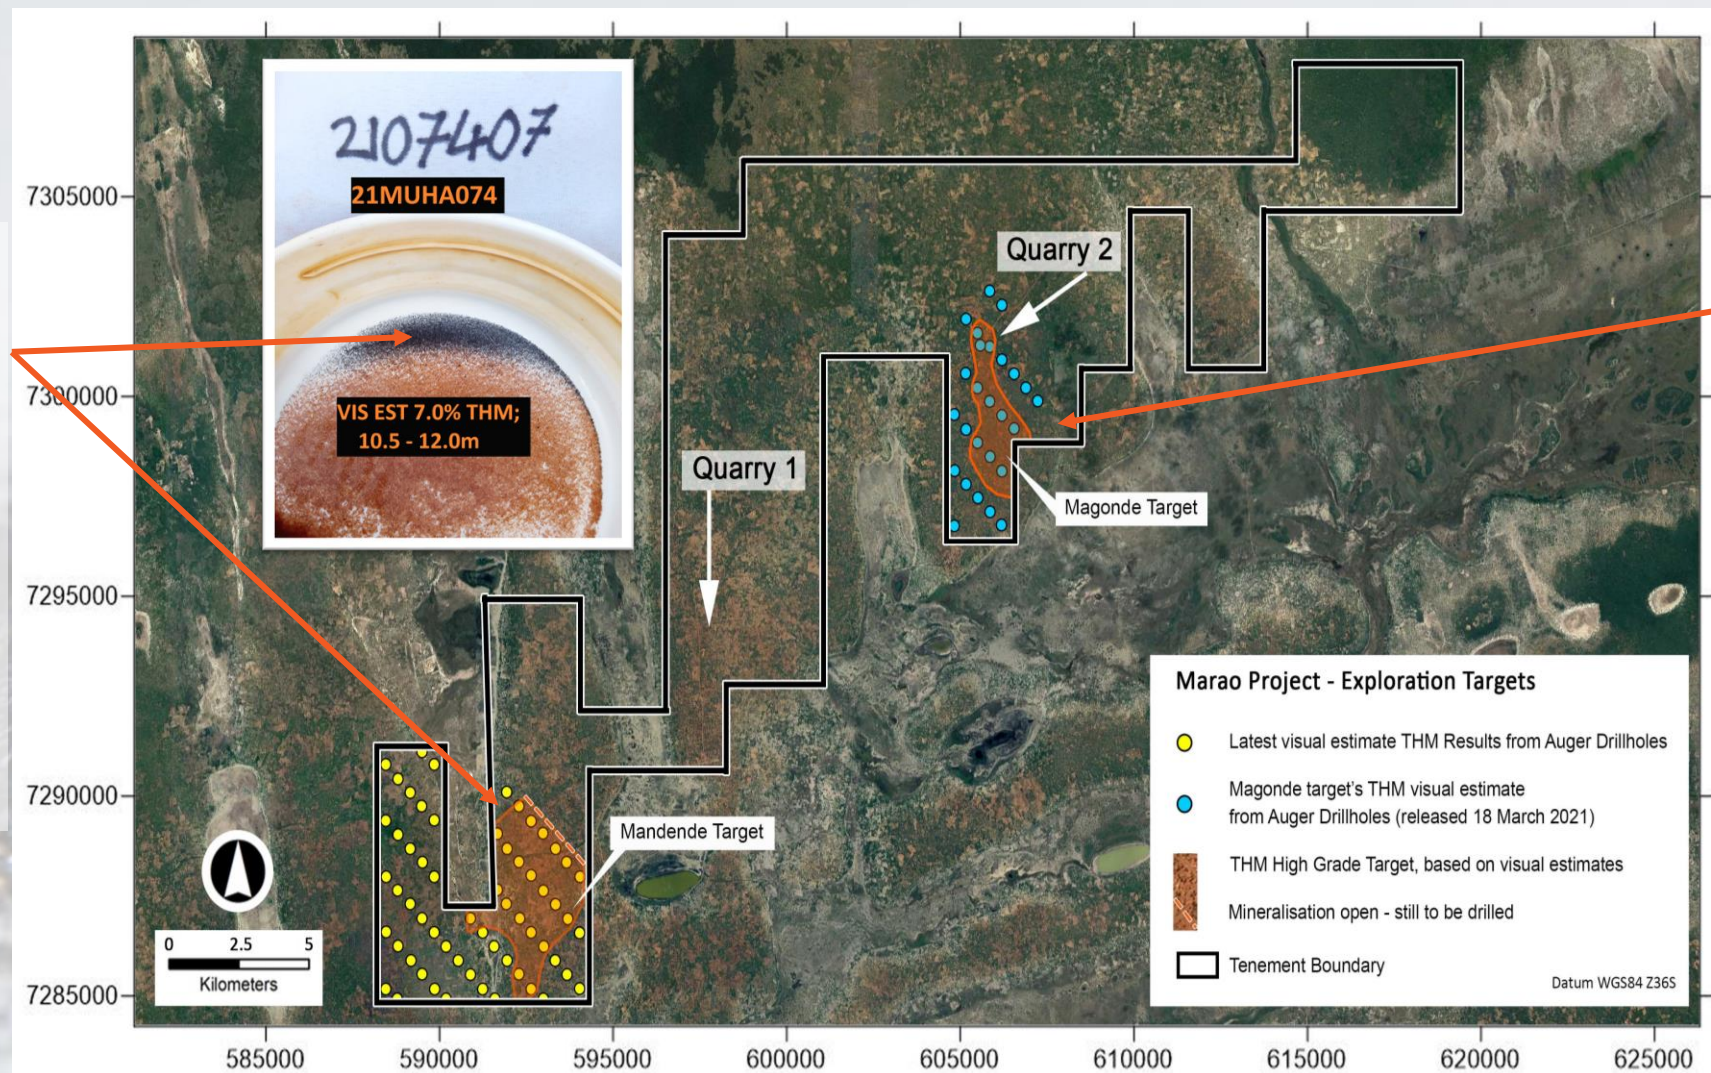 2107407
21MUHA074
VIS EST 7.0% THM;
10.5 - 12.0m
Quarry 2
Quarry 1
Magonde Target
Mandende Target
7305000
7300000
7295000
7290000
7285000
585000
590000
595000
600000
605000
610000
615000
620000
625000
0 2.5 5
Kilometers
Marao Project - Exploration Targets
Latest visual estimate THM Results from Auger Drillholes
Magonde target's THM visual estimate
from Auger Drillholes (released 18 March 2021)
THM High Grade Target, based on visual estimates
Mineralisation open - still to be drilled
Tenement Boundary
Datum WGS84 Z36S